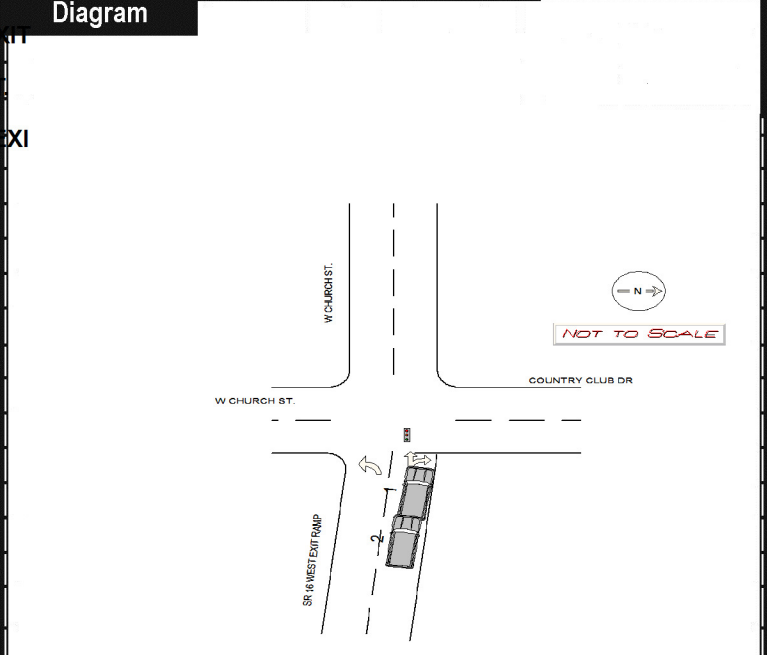 Diagram
XIT
EXI
W CHURCH ST.
N
NOT TO SCALE
COUNTRY CLUB DR
W CHURCH ST.
1
2
SR 16 WEST EXIT RAMP